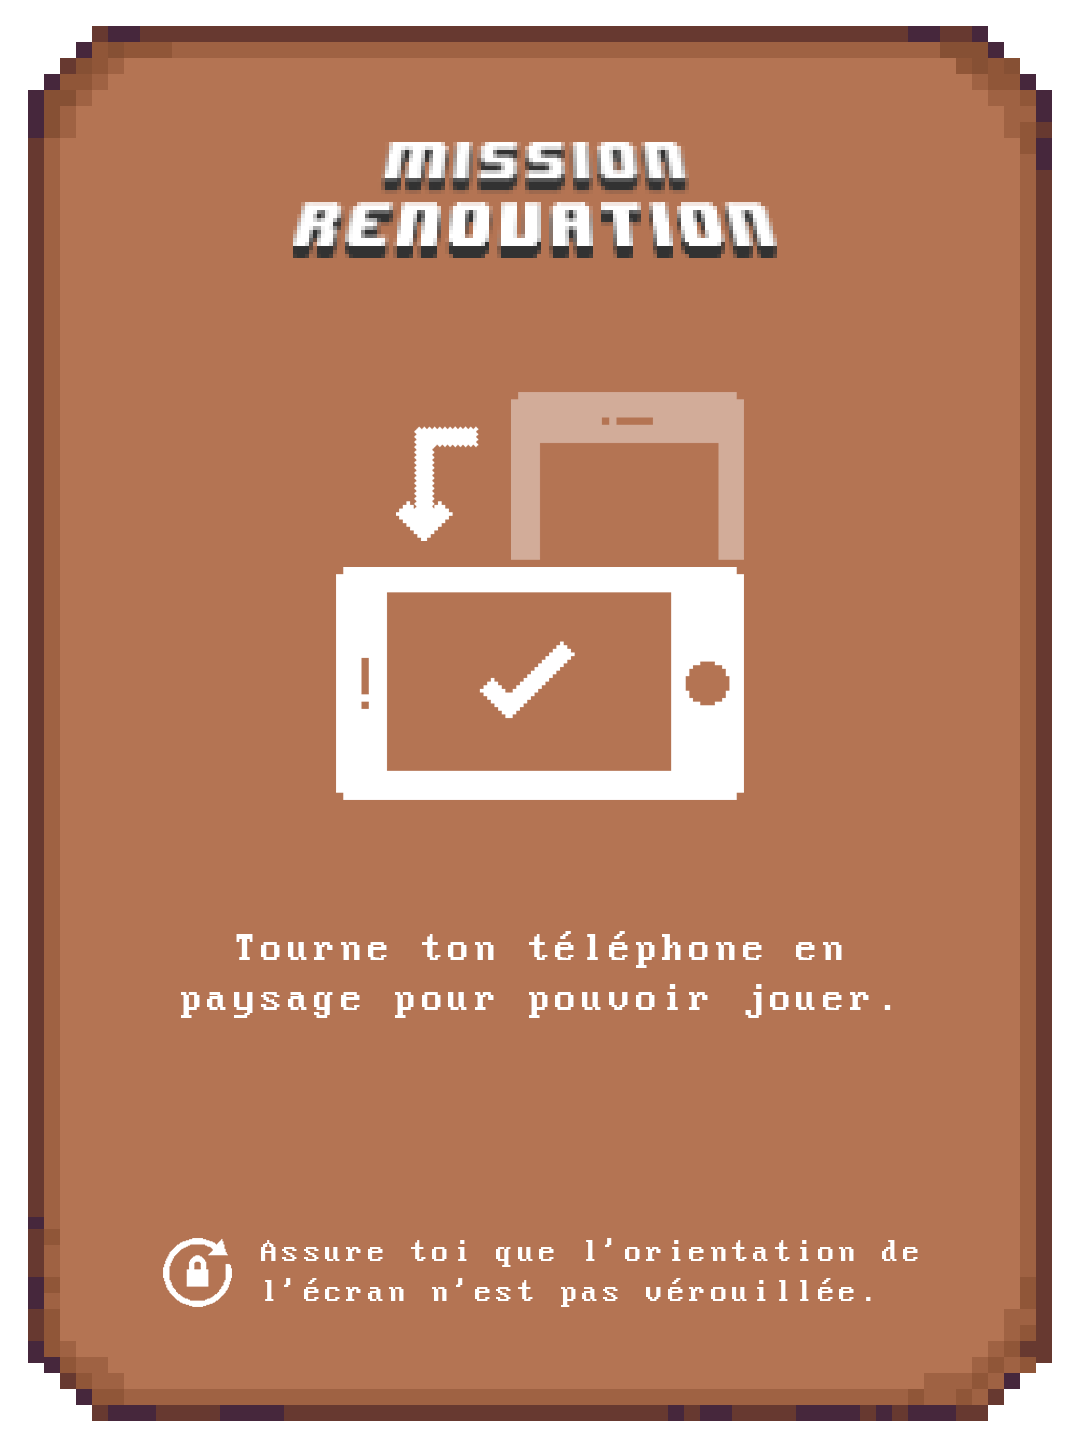 MISSION
RENOVATION
Tourne ton téléphone en
paysage pour pouvoir jouer.
Assure toi que l'orientation de
l'écran n'est pas vérouillée.